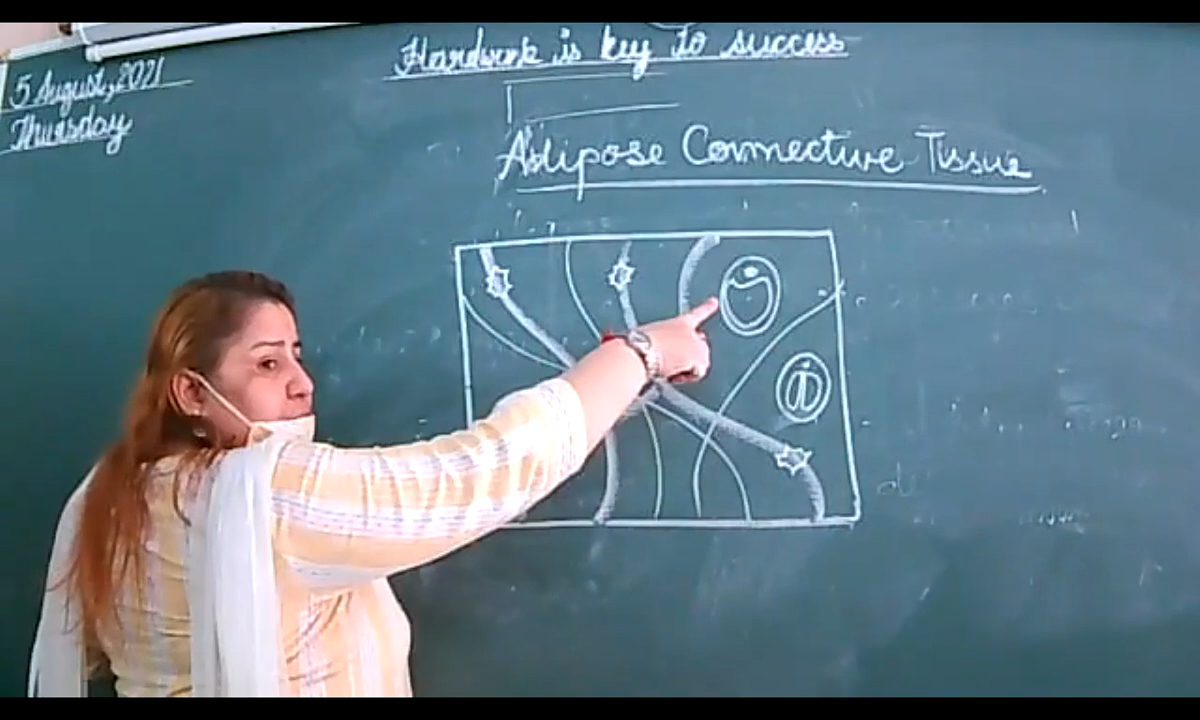 Hardwork is key to success
5 August, 2021
Thursday
Adipose Connective Tissue